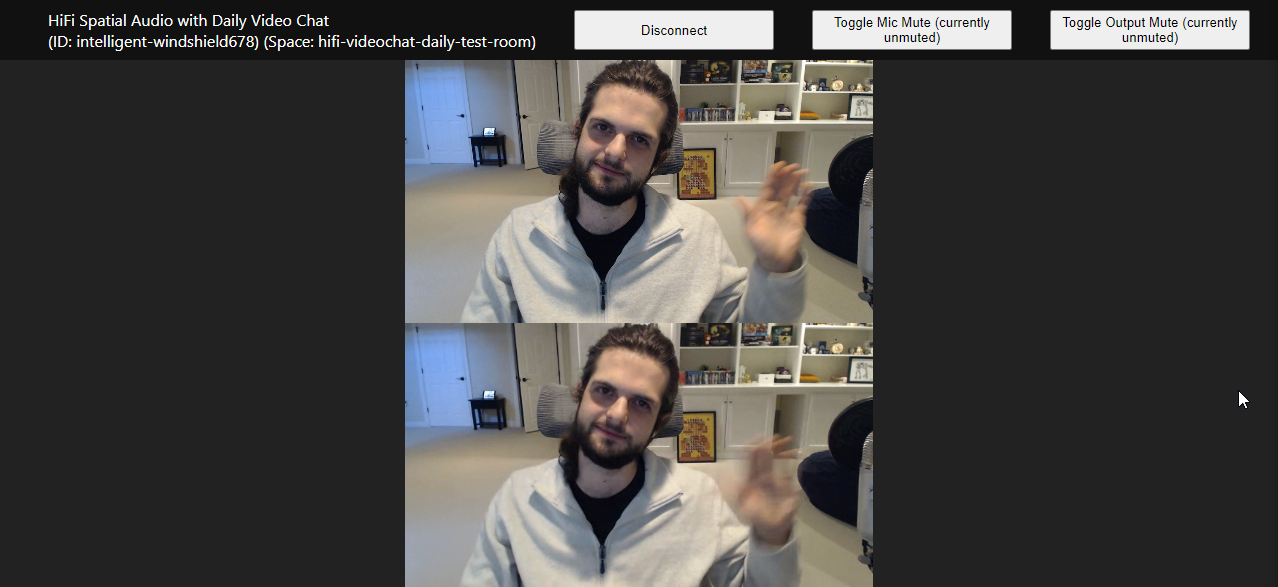 HiFi Spatial Audio with Daily Video Chat
(ID: intelligent-windshield678) (Space: hifi-videochat-daily-test-room)
Disconnect
Toggle Mic Mute (currently
unmuted)
Toggle Output Mute (currently
unmuted)